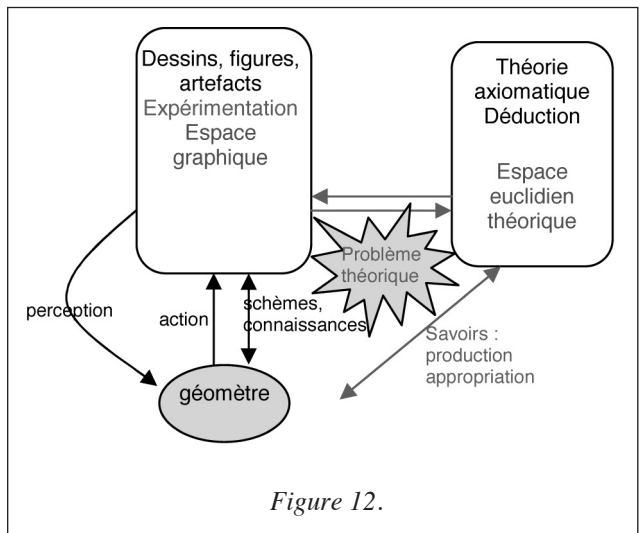 Dessins, figures,
artefacts
Expérimentation
Espace
graphique
Théorie
axiomatique
Déduction
Espace
euclidien
théorique
Problème
théorique
perception
action
schèmes,
connaissances
Savoirs :
production
appropriation
géomètre
Figure 12.